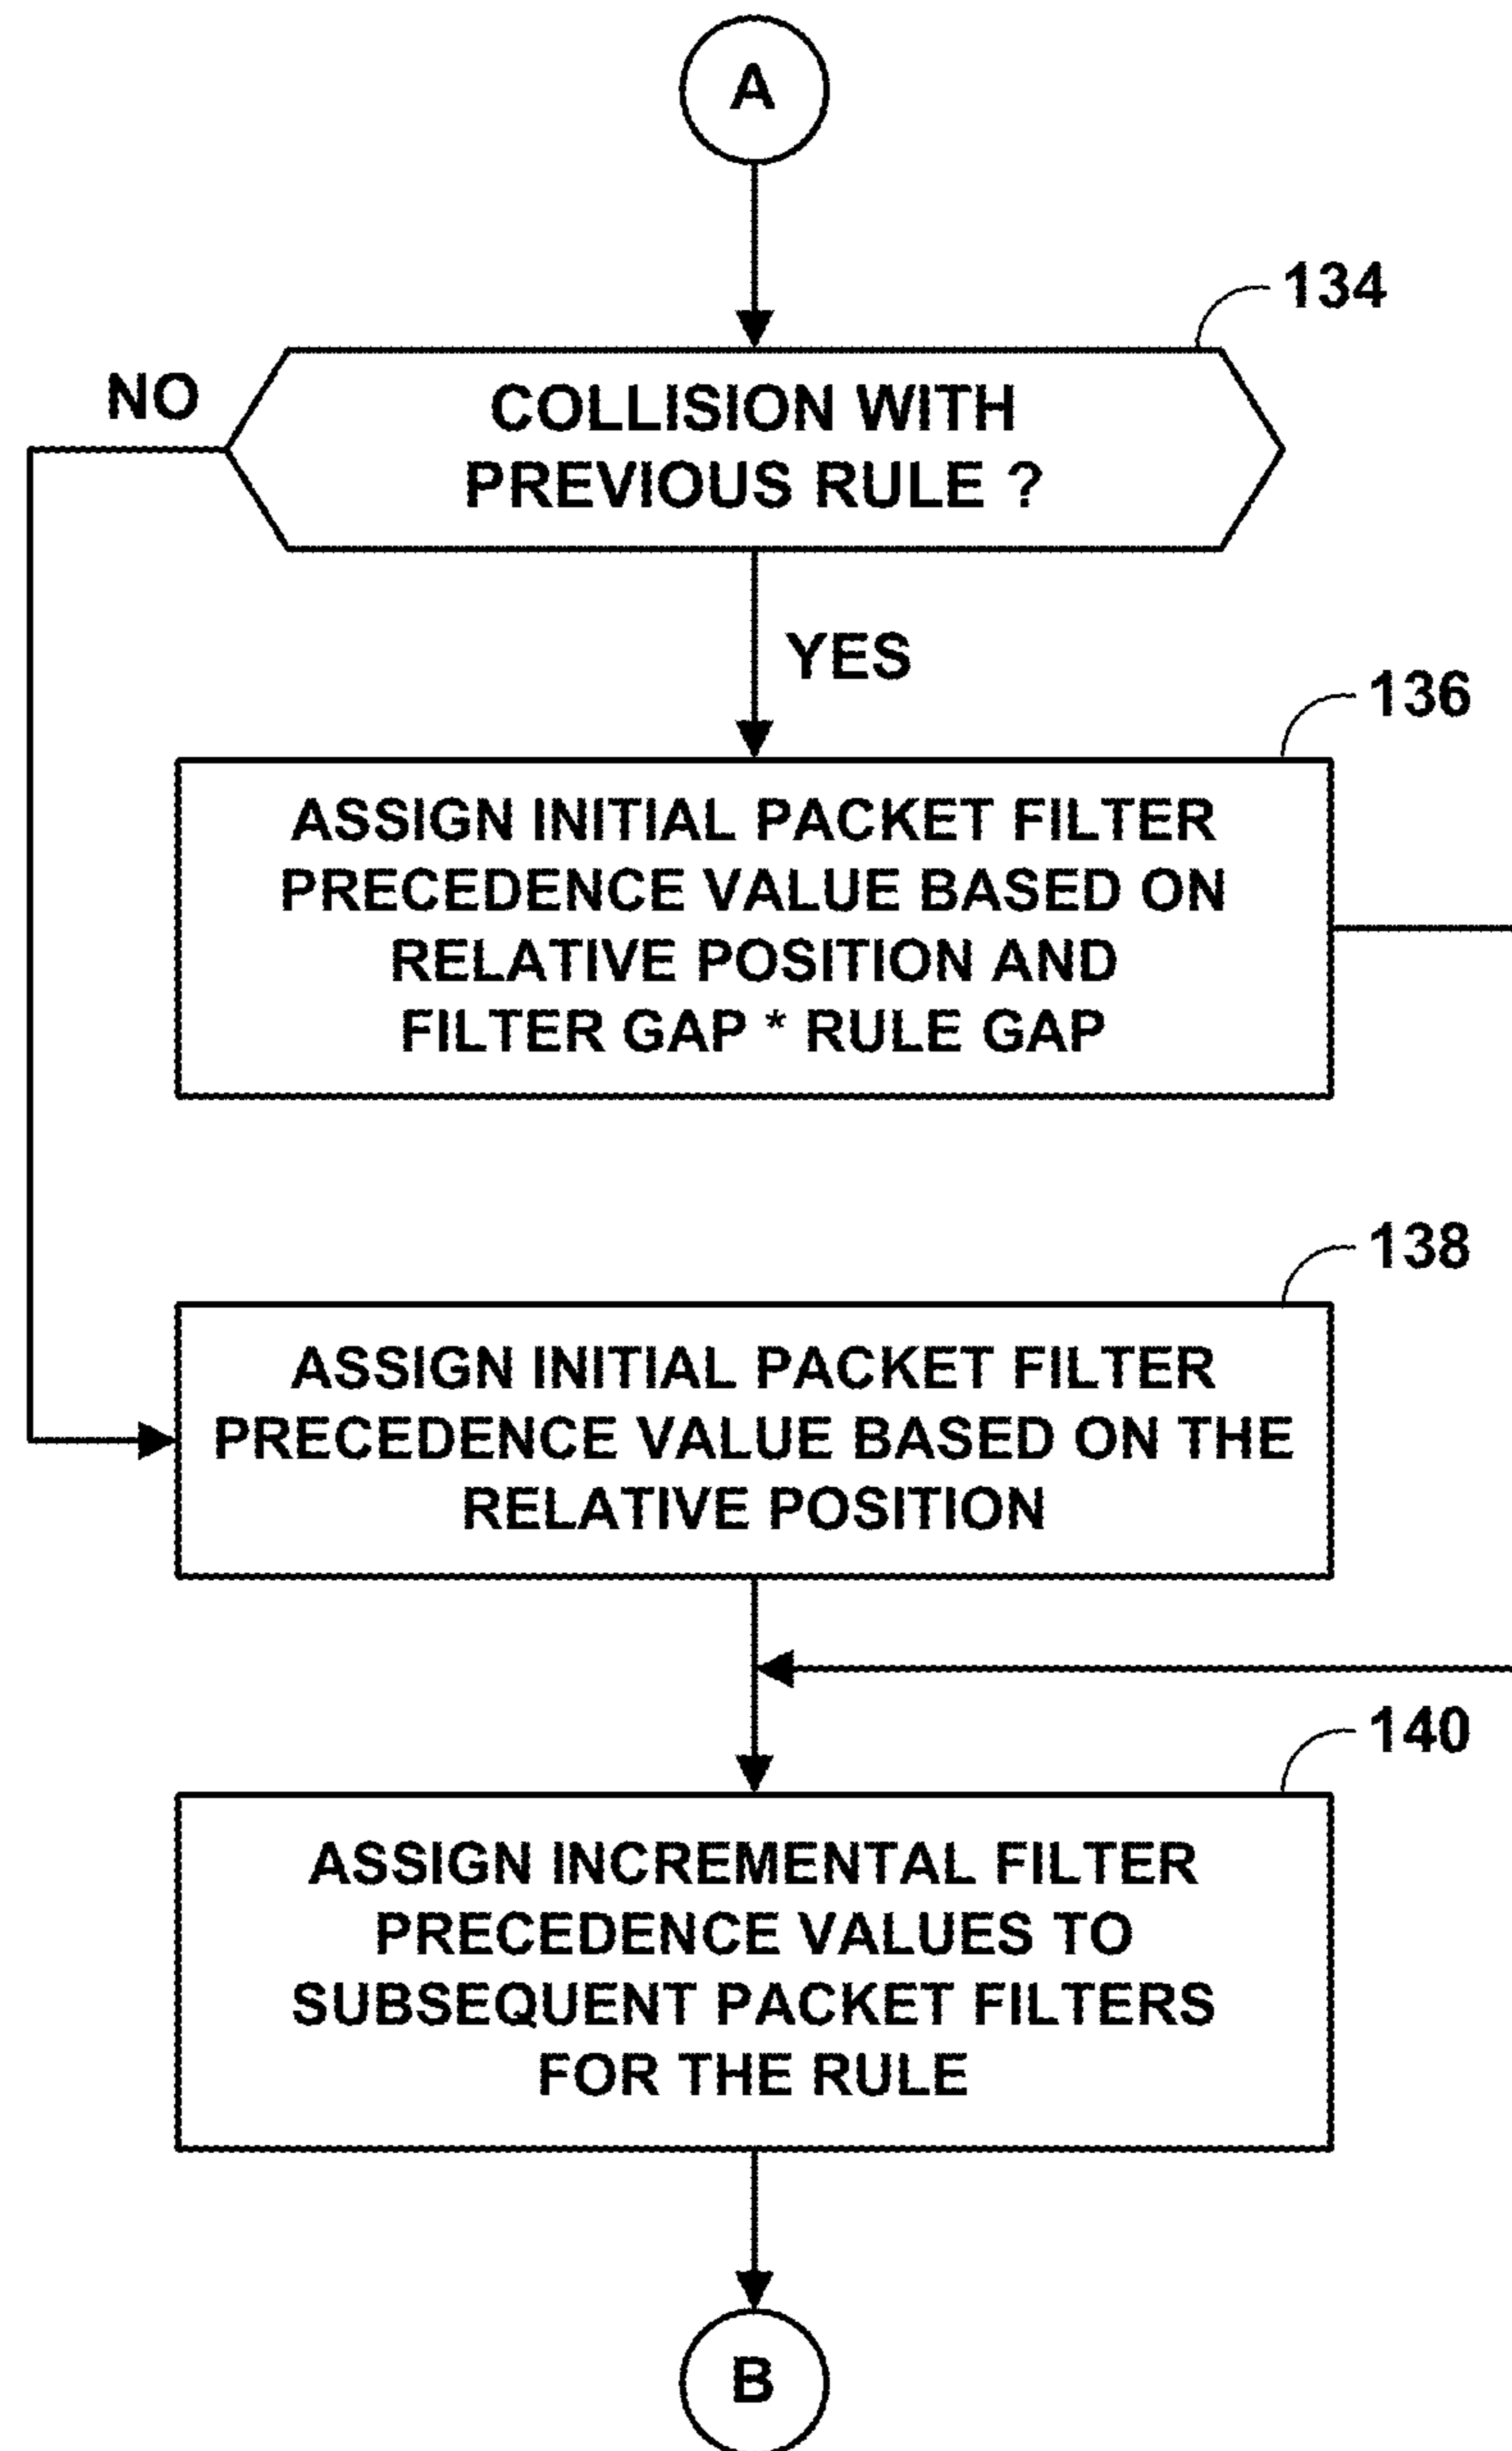 A
134
NO
COLLISION WITH
PREVIOUS RULE ?
YES
136
ASSIGN INITIAL PACKET FILTER
PRECEDENCE VALUE BASED ON
RELATIVE POSITION AND
FILTER GAP * RULE GAP
138
ASSIGN INITIAL PACKET FILTER
PRECEDENCE VALUE BASED ON THE
RELATIVE POSITION
140
ASSIGN INCREMENTAL FILTER
PRECEDENCE VALUES TO
SUBSEQUENT PACKET FILTERS
FOR THE RULE
B